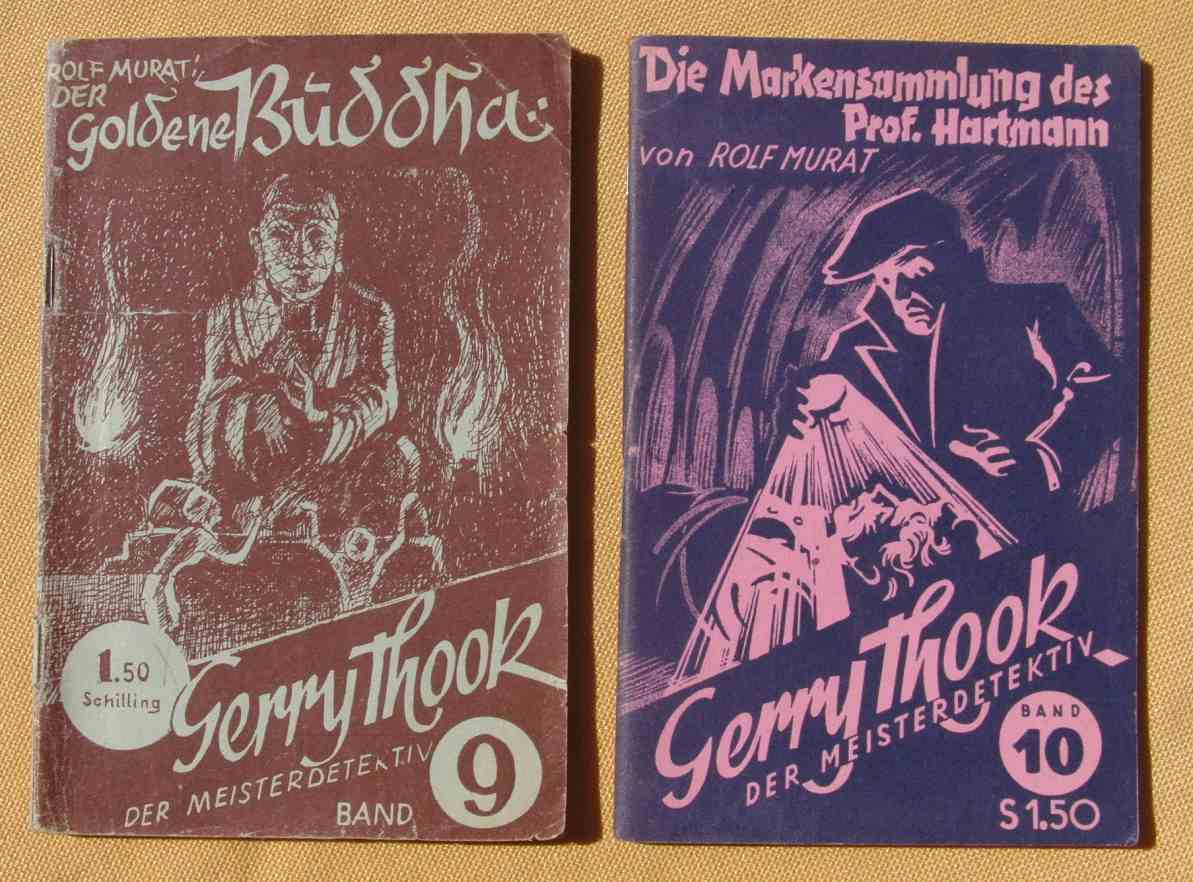 ROLF MURAT:
DER
Goldene Buddha:
1.50
Schilling
Gerry Thook
DER MEISTERDETEKTIV
BAND 9
Die Markensammlung des
Prof. Hartmann
von ROLF MURAT
Gerry Thook
DER MEISTERDETEKTIV
BAND
10
S 1.50